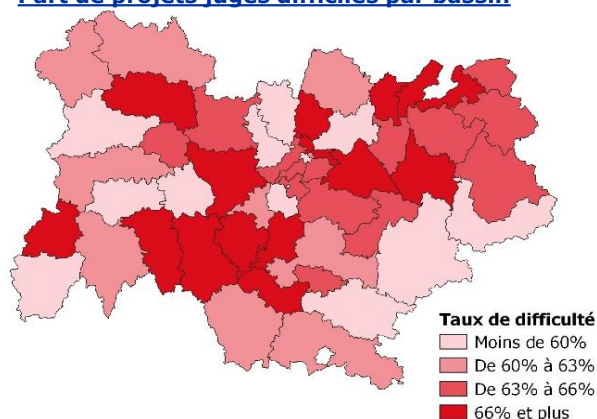 Part de projets jugés difficiles par bassin
Taux de difficulté
Moins de 60%
De 60% à 63%
De 63% à 66%
66% et plus